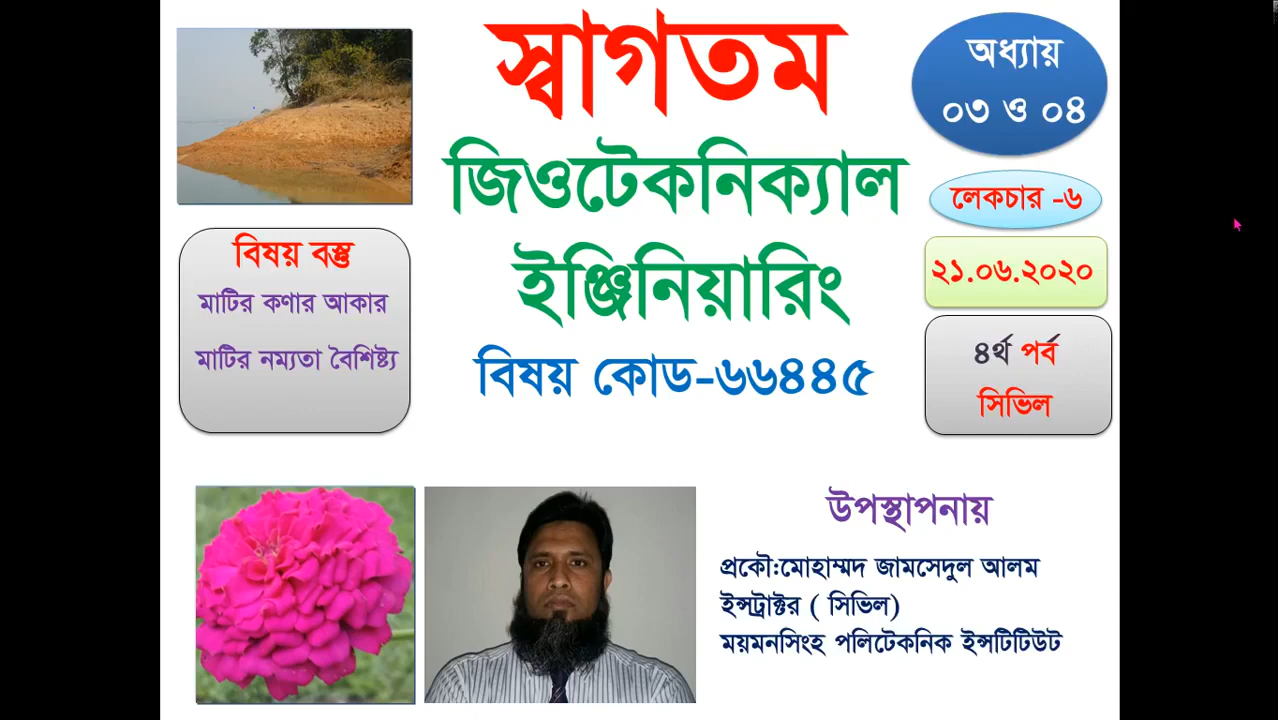 স্বাগতম
জিওটেকনিক্যাল
ইঞ্জিনিয়ারিং
বিষয় কোড-৬৬৪৪৫
বিষয় বস্তু
মাটির কণার আকার
মাটির নম্যতা বৈশিষ্ট্য
অধ্যায়
০৩ ও ০৪
লেকচার -৬
২১.০৬.২০২০
৪র্থ পর্ব
সিভিল
উপস্থাপনায়
প্রকৌ:মোহাম্মদ জামসেদুল আলম
ইন্সট্রাক্টর ( সিভিল)
ময়মনসিংহ পলিটেকনিক ইন্সটিটিউট